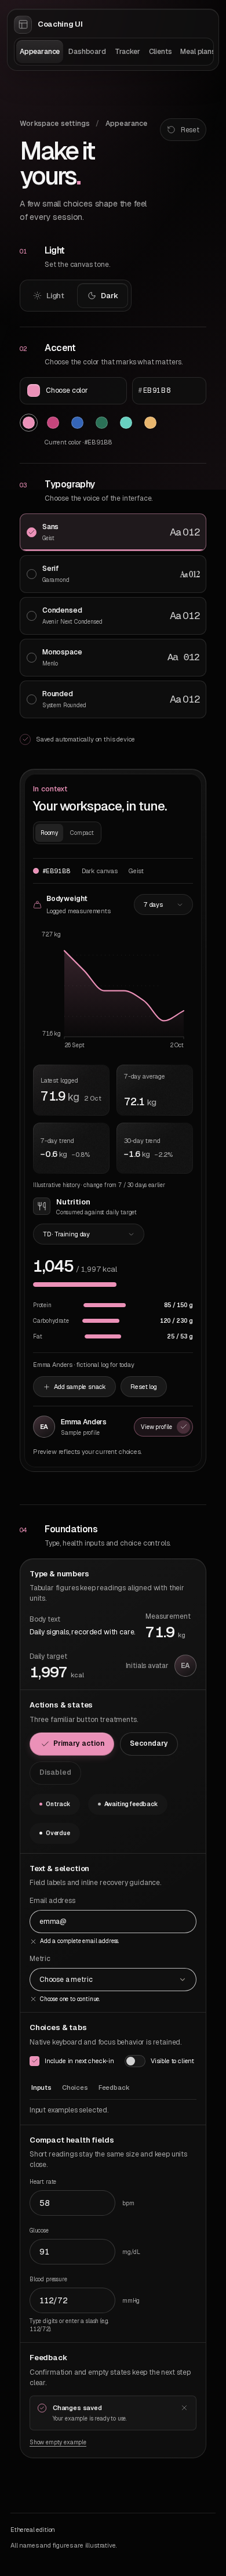 Coaching UI
Appearance Dashboard Tracker Clients Meal plans
Workspace settings / Appearance
Reset
Make it
yours.
A few small choices shape the feel
of every session.
01 Light
Set the canvas tone.
Light Dark
02 Accent
Choose the color that marks what matters.
Choose color
#EB91B8
Current color · #EB91B8
03 Typography
Choose the voice of the interface.
Sans
Geist
Aa 012
Serif
Garamond
Aa 012
Condensed
Avenir Next Condensed
Aa 012
Monospace
Menlo
Aa 012
Rounded
System Rounded
Aa 012
Saved automatically on this device
In context
Your workspace, in tune.
Roomy Compact
#EB91B8 Dark canvas Geist
Bodyweight
Logged measurements
7 days
72.7 kg
71.6 kg
26 Sept 2 Oct
Latest logged
71.9 kg 2 Oct
7-day average
72.1 kg
7-day trend
−0.6 kg −0.8%
30-day trend
−1.6 kg −2.2%
Illustrative history · change from 7 / 30 days earlier
Nutrition
Consumed against daily target
TD · Training day
1,045 / 1,997 kcal
Protein 85 / 150 g
Carbohydrate 120 / 230 g
Fat 25 / 53 g
Emma Anders · fictional log for today
Add sample snack
Reset log
EA
Emma Anders
Sample profile
View profile
Preview reflects your current choices.
04 Foundations
Type, health inputs and choice controls.
Type & numbers
Tabular figures keep readings aligned with their
units.
Body text
Daily signals, recorded with care.
Measurement
71.9 kg
Daily target
1,997 kcal
Initials avatar EA
Actions & states
Three familiar button treatments.
Primary action
Secondary
Disabled
On track
Awaiting feedback
Overdue
Text & selection
Field labels and inline recovery guidance.
Email address
emma@
Add a complete email address.
Metric
Choose a metric
Choose one to continue.
Choices & tabs
Native keyboard and focus behavior is retained.
Include in next check-in
Visible to client
Inputs Choices Feedback
Input examples selected.
Compact health fields
Short readings stay the same size and keep units
close.
Heart rate
58 bpm
Glucose
91 mg/dL
Blood pressure
112/72 mmHg
Type digits or enter a slash (e.g.
112/72).
Feedback
Confirmation and empty states keep the next step
clear.
Changes saved
Your example is ready to use.
Show empty example
Ethereal edition
All names and figures are illustrative.